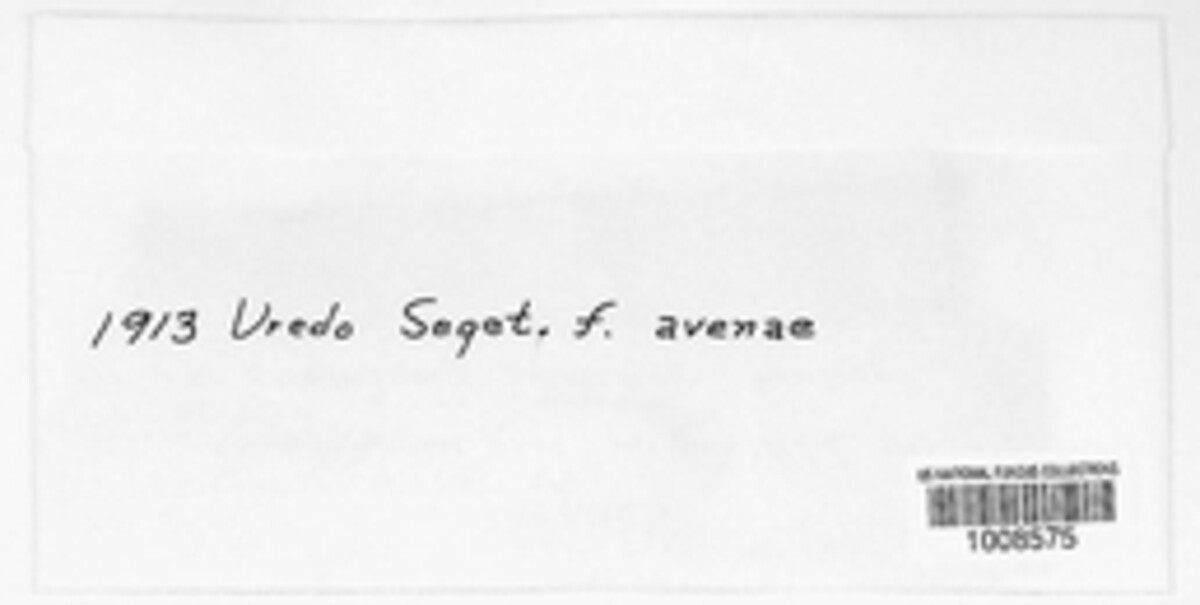 1913 Uredo Seget. f. avenae
US NATIONAL FUNGUS COLLECTIONS
1008575